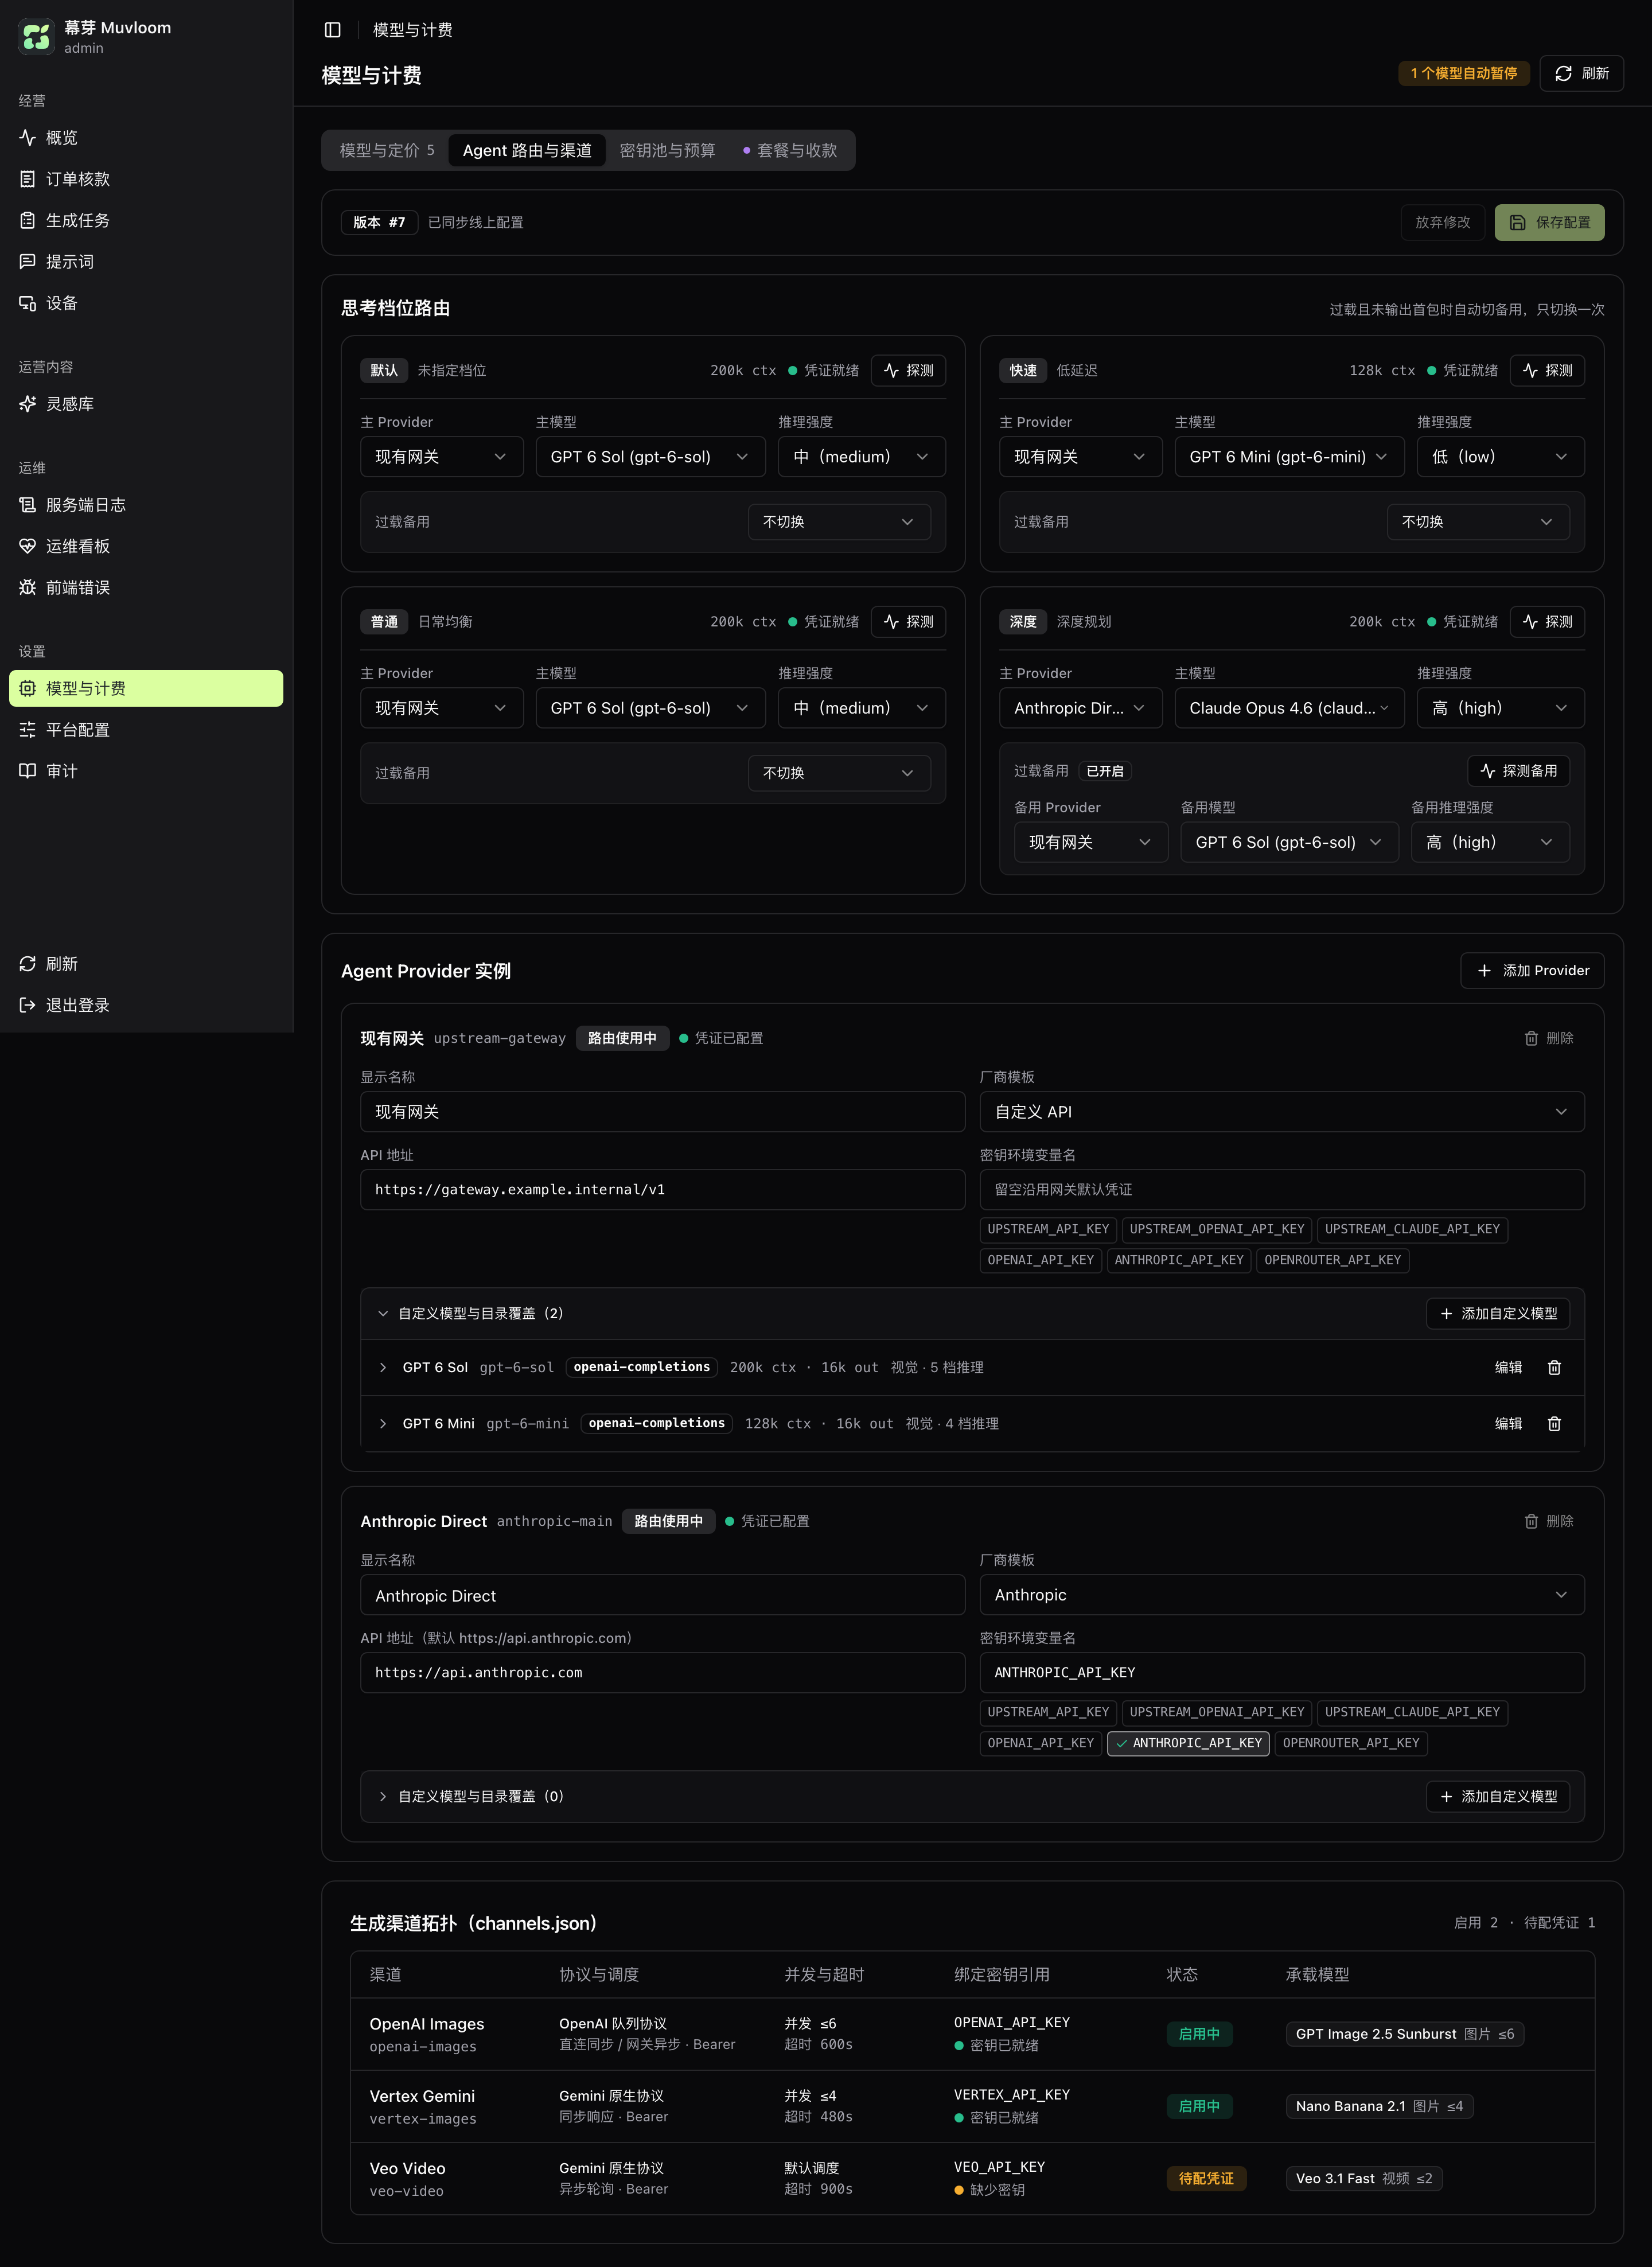 幕芽 Muvloom
admin
经营
概览
订单核款
生成任务
提示词
设备
运营内容
灵感库
运维
服务端日志
运维看板
前端错误
设置
模型与计费
平台配置
审计
刷新
退出登录
模型与计费
模型与计费
1 个模型自动暂停
刷新
模型与定价 5
Agent 路由与渠道
密钥池与预算
套餐与收款
版本 #7
已同步线上配置
放弃修改
保存配置
思考档位路由
过载且未输出首包时自动切备用，只切换一次
默认 未指定档位 200k ctx 凭证就绪 探测
主 Provider 主模型 推理强度
现有网关 GPT 6 Sol (gpt-6-sol) 中（medium）
过载备用 不切换
快速 低延迟 128k ctx 凭证就绪 探测
主 Provider 主模型 推理强度
现有网关 GPT 6 Mini (gpt-6-mini) 低（low）
过载备用 不切换
普通 日常均衡 200k ctx 凭证就绪 探测
主 Provider 主模型 推理强度
现有网关 GPT 6 Sol (gpt-6-sol) 中（medium）
过载备用 不切换
深度 深度规划 200k ctx 凭证就绪 探测
主 Provider 主模型 推理强度
Anthropic Dir... Claude Opus 4.6 (claud... 高（high）
过载备用 已开启 探测备用
备用 Provider 备用模型 备用推理强度
现有网关 GPT 6 Sol (gpt-6-sol) 高（high）
Agent Provider 实例
添加 Provider
现有网关 upstream-gateway 路由使用中 凭证已配置 删除
显示名称 厂商模板
现有网关 自定义 API
API 地址 密钥环境变量名
https://gateway.example.internal/v1 留空沿用网关默认凭证
UPSTREAM_API_KEY UPSTREAM_OPENAI_API_KEY UPSTREAM_CLAUDE_API_KEY
OPENAI_API_KEY ANTHROPIC_API_KEY OPENROUTER_API_KEY
自定义模型与目录覆盖（2） 添加自定义模型
GPT 6 Sol gpt-6-sol openai-completions 200k ctx · 16k out 视觉 · 5 档推理 编辑
GPT 6 Mini gpt-6-mini openai-completions 128k ctx · 16k out 视觉 · 4 档推理 编辑
Anthropic Direct anthropic-main 路由使用中 凭证已配置 删除
显示名称 厂商模板
Anthropic Direct Anthropic
API 地址（默认 https://api.anthropic.com） 密钥环境变量名
https://api.anthropic.com ANTHROPIC_API_KEY
UPSTREAM_API_KEY UPSTREAM_OPENAI_API_KEY UPSTREAM_CLAUDE_API_KEY
OPENAI_API_KEY ANTHROPIC_API_KEY OPENROUTER_API_KEY
自定义模型与目录覆盖（0） 添加自定义模型
生成渠道拓扑（channels.json） 启用 2 · 待配凭证 1
渠道 协议与调度 并发与超时 绑定密钥引用 状态 承载模型
OpenAI Images OpenAI 队列协议 并发 ≤6 OPENAI_API_KEY 启用中 GPT Image 2.5 Sunburst 图片 ≤6
openai-images 直连同步 / 网关异步 · Bearer 超时 600s 密钥已就绪
Vertex Gemini Gemini 原生协议 并发 ≤4 VERTEX_API_KEY 启用中 Nano Banana 2.1 图片 ≤4
vertex-images 同步响应 · Bearer 超时 480s 密钥已就绪
Veo Video Gemini 原生协议 默认调度 VEO_API_KEY 待配凭证 Veo 3.1 Fast 视频 ≤2
veo-video 异步轮询 · Bearer 超时 900s 缺少密钥